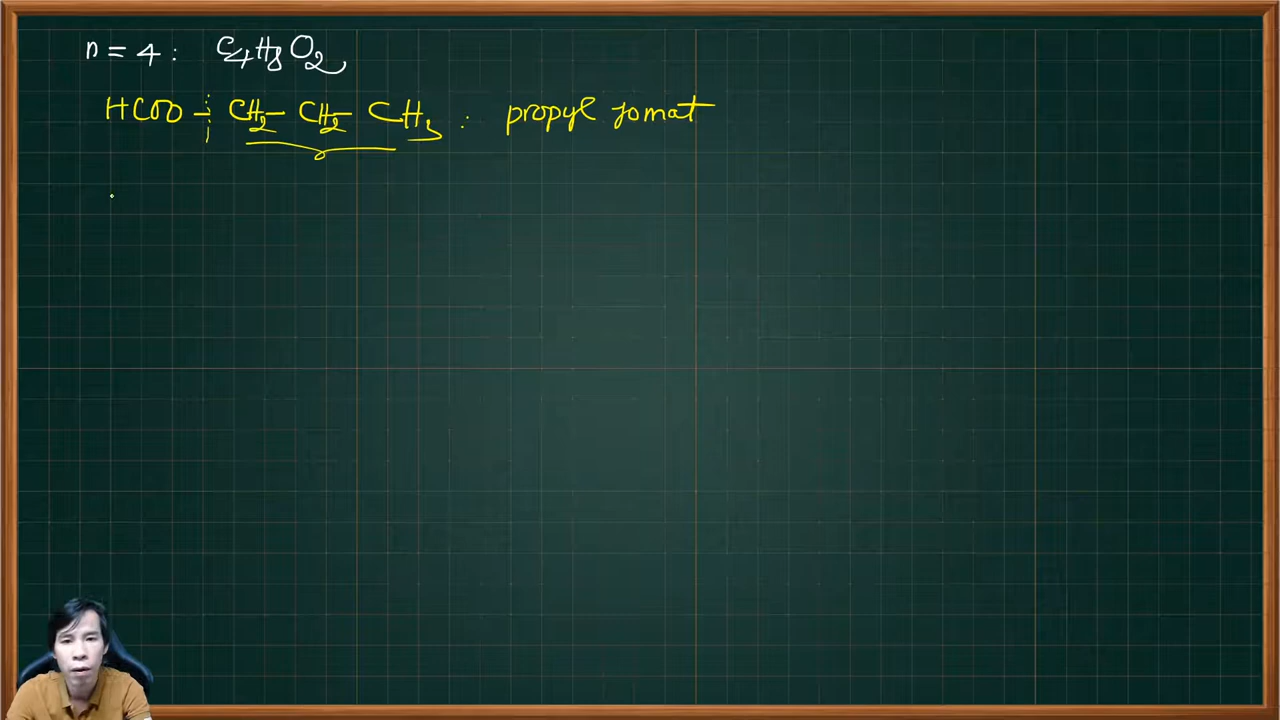 n = 4 : C4H8O2
HCOO - CH2 - CH2 - CH3 : propyl fomat